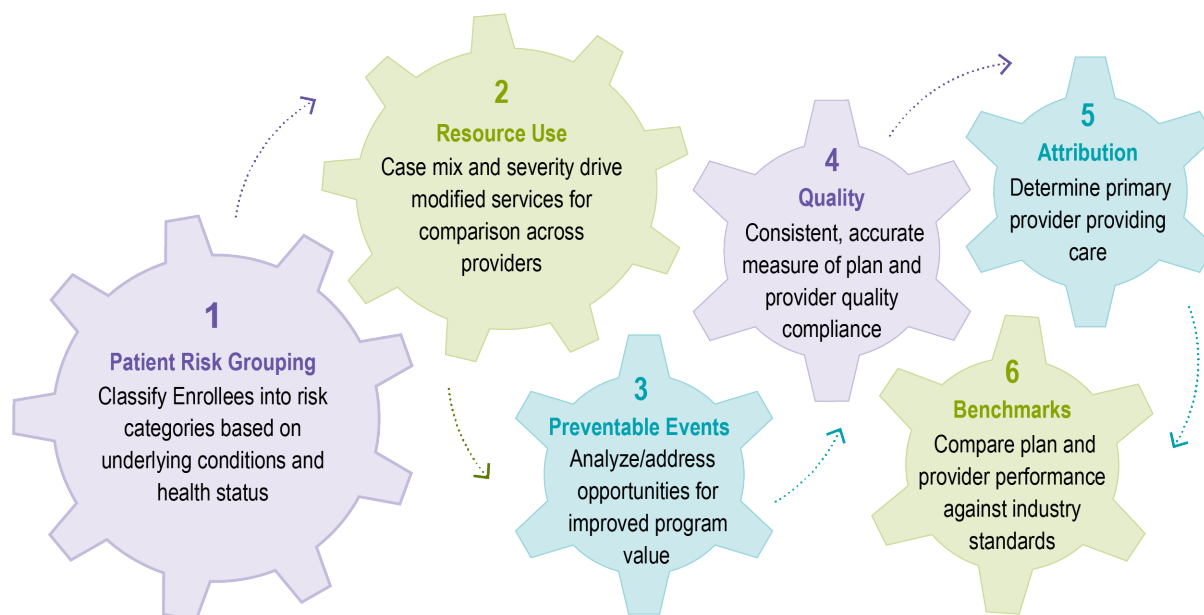 1
Patient Risk Grouping
Classify Enrollees into risk
categories based on
underlying conditions and
health status
2
Resource Use
Case mix and severity drive
modified services for
comparison across
providers
3
Preventable Events
Analyze/address
opportunities for
improved program
value
4
Quality
Consistent, accurate
measure of plan and
provider quality
compliance
5
Attribution
Determine primary
provider providing
care
6
Benchmarks
Compare plan and
provider performance
against industry
standards